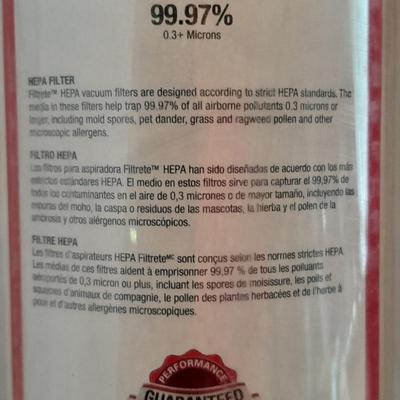 99.97%
0.3+ Microns
HEPA FILTER
Filtrete™ HEPA vacuum filters are designed according to strict HEPA standards. The
media in these filters help trap 99.97% of all airborne pollutants 0.3 microns or
larger, including mold spores, pet dander, grass and ragweed pollen and other
microscopic allergens.
FILTRO HEPA
Los filtros para aspiradora Filtrete™ HEPA han sido diseñados de acuerdo con los más
estrictos estándares HEPA. El medio en estos filtros sirve para capturar el 99,97% de
todos los contaminantes en el aire de 0,3 micrones o de mayor tamaño, incluyendo las
esporas del moho, la caspa o residuos de las mascotas, la hierba y el polen de la
ambrosia y otros alérgenos microscópicos.
FILTRE HEPA
Les filtres d'aspirateurs HEPA Filtrete MC sont conçus selon les normes strictes HEPA.
Les médias de ces filtres aident à emprisonner 99,97 % de tous les polluants
aéroportés de 0,3 micron ou plus, incluant les spores de moisissure, les poils et
squames d'animaux de compagnie, le pollen des plantes herbacées et de l'herbe à
poux et d'autres allergènes microscopiques.
PERFORMANCE
GUARANTEED